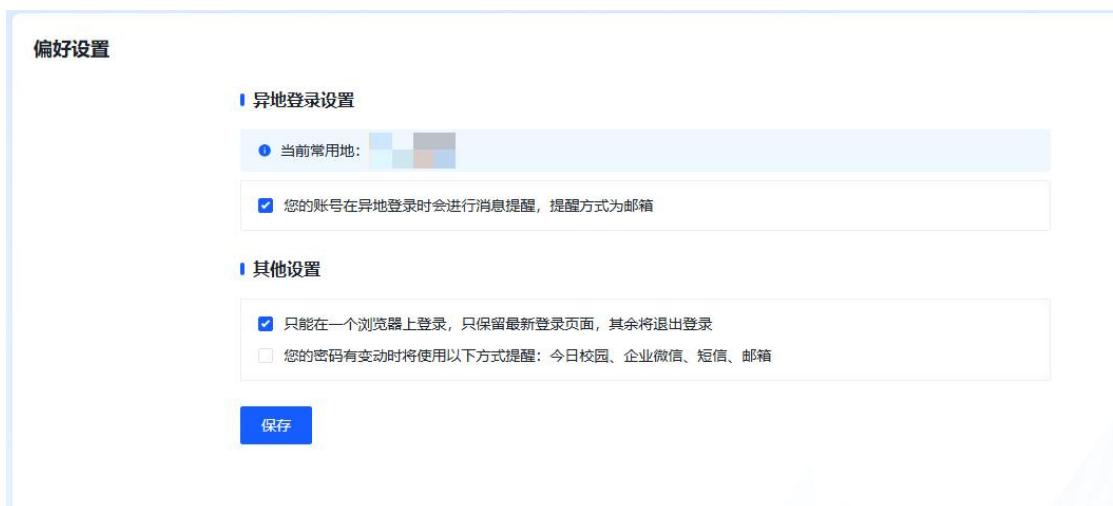 偏好设置
异地登录设置
当前常用地：
您的账号在异地登录时会进行消息提醒，提醒方式为邮箱
其他设置
只能在一个浏览器上登录，只保留最新登录页面，其余将退出登录
您的密码有变动时将使用以下方式提醒：今日校园、企业微信、短信、邮箱
保存